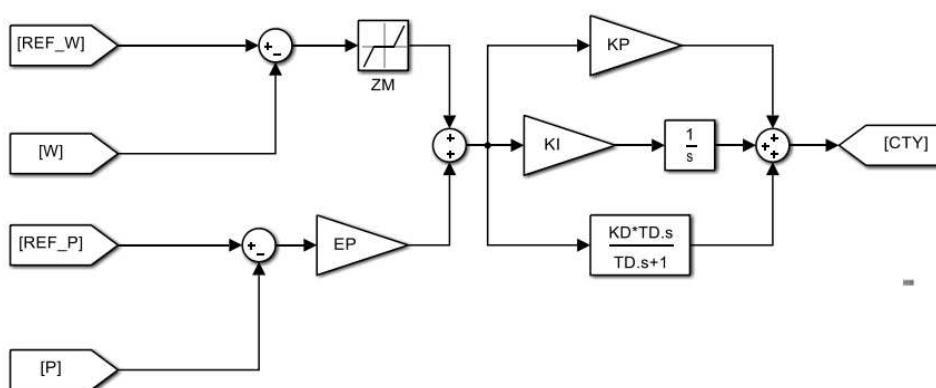 [REF_W]
ZM
[W]
[REF_P]
EP
[P]
KP
KI
1
s
KD*TD.s
TD.s+1
[CTY]